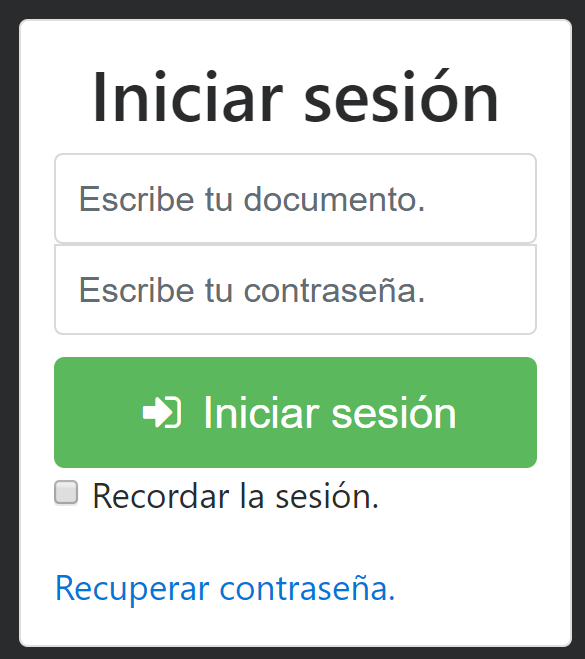 Iniciar sesión
Escribe tu documento.
Escribe tu contraseña.
Iniciar sesión
Recordar la sesión.
Recuperar contraseña.